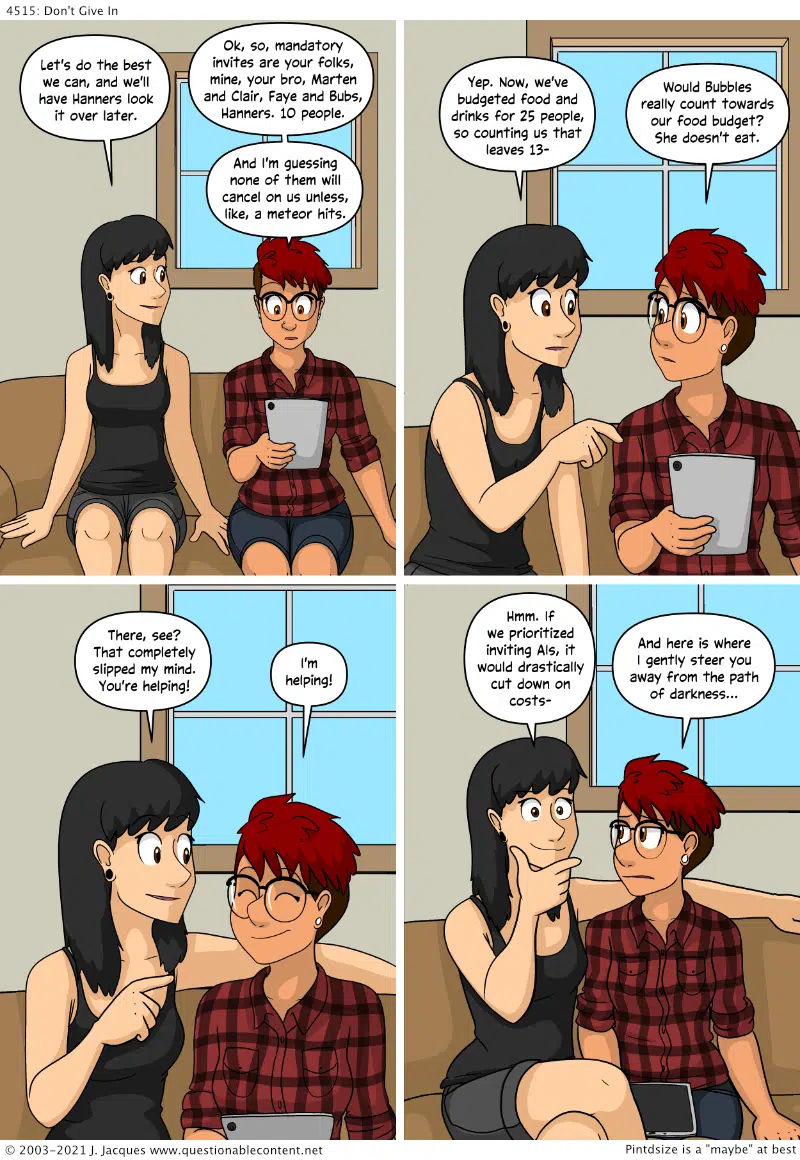 4515: Don't Give In
Let's do the best
we can, and we'll
have Hanners look
it over later.
Ok, so, mandatory
invites are your folks,
mine, your bro, Marten
and Clair, Faye and Bubs,
Hanners. 10 people.
And I'm guessing
none of them will
cancel on us unless,
like, a meteor hits.
Yep. Now, we've
budgeted food and
drinks for 25 people,
so counting us that
leaves 13-
Would Bubbles
really count towards
our food budget?
She doesn't eat.
There, see?
That completely
slipped my mind.
You're helping!
I'm
helping!
Hmm. If
we prioritized
inviting AIs, it
would drastically
cut down on
costs-
And here is where
I gently steer you
away from the path
of darkness...
© 2003-2021 J. Jacques www.questionablecontent.net
Pintdsize is a "maybe" at best